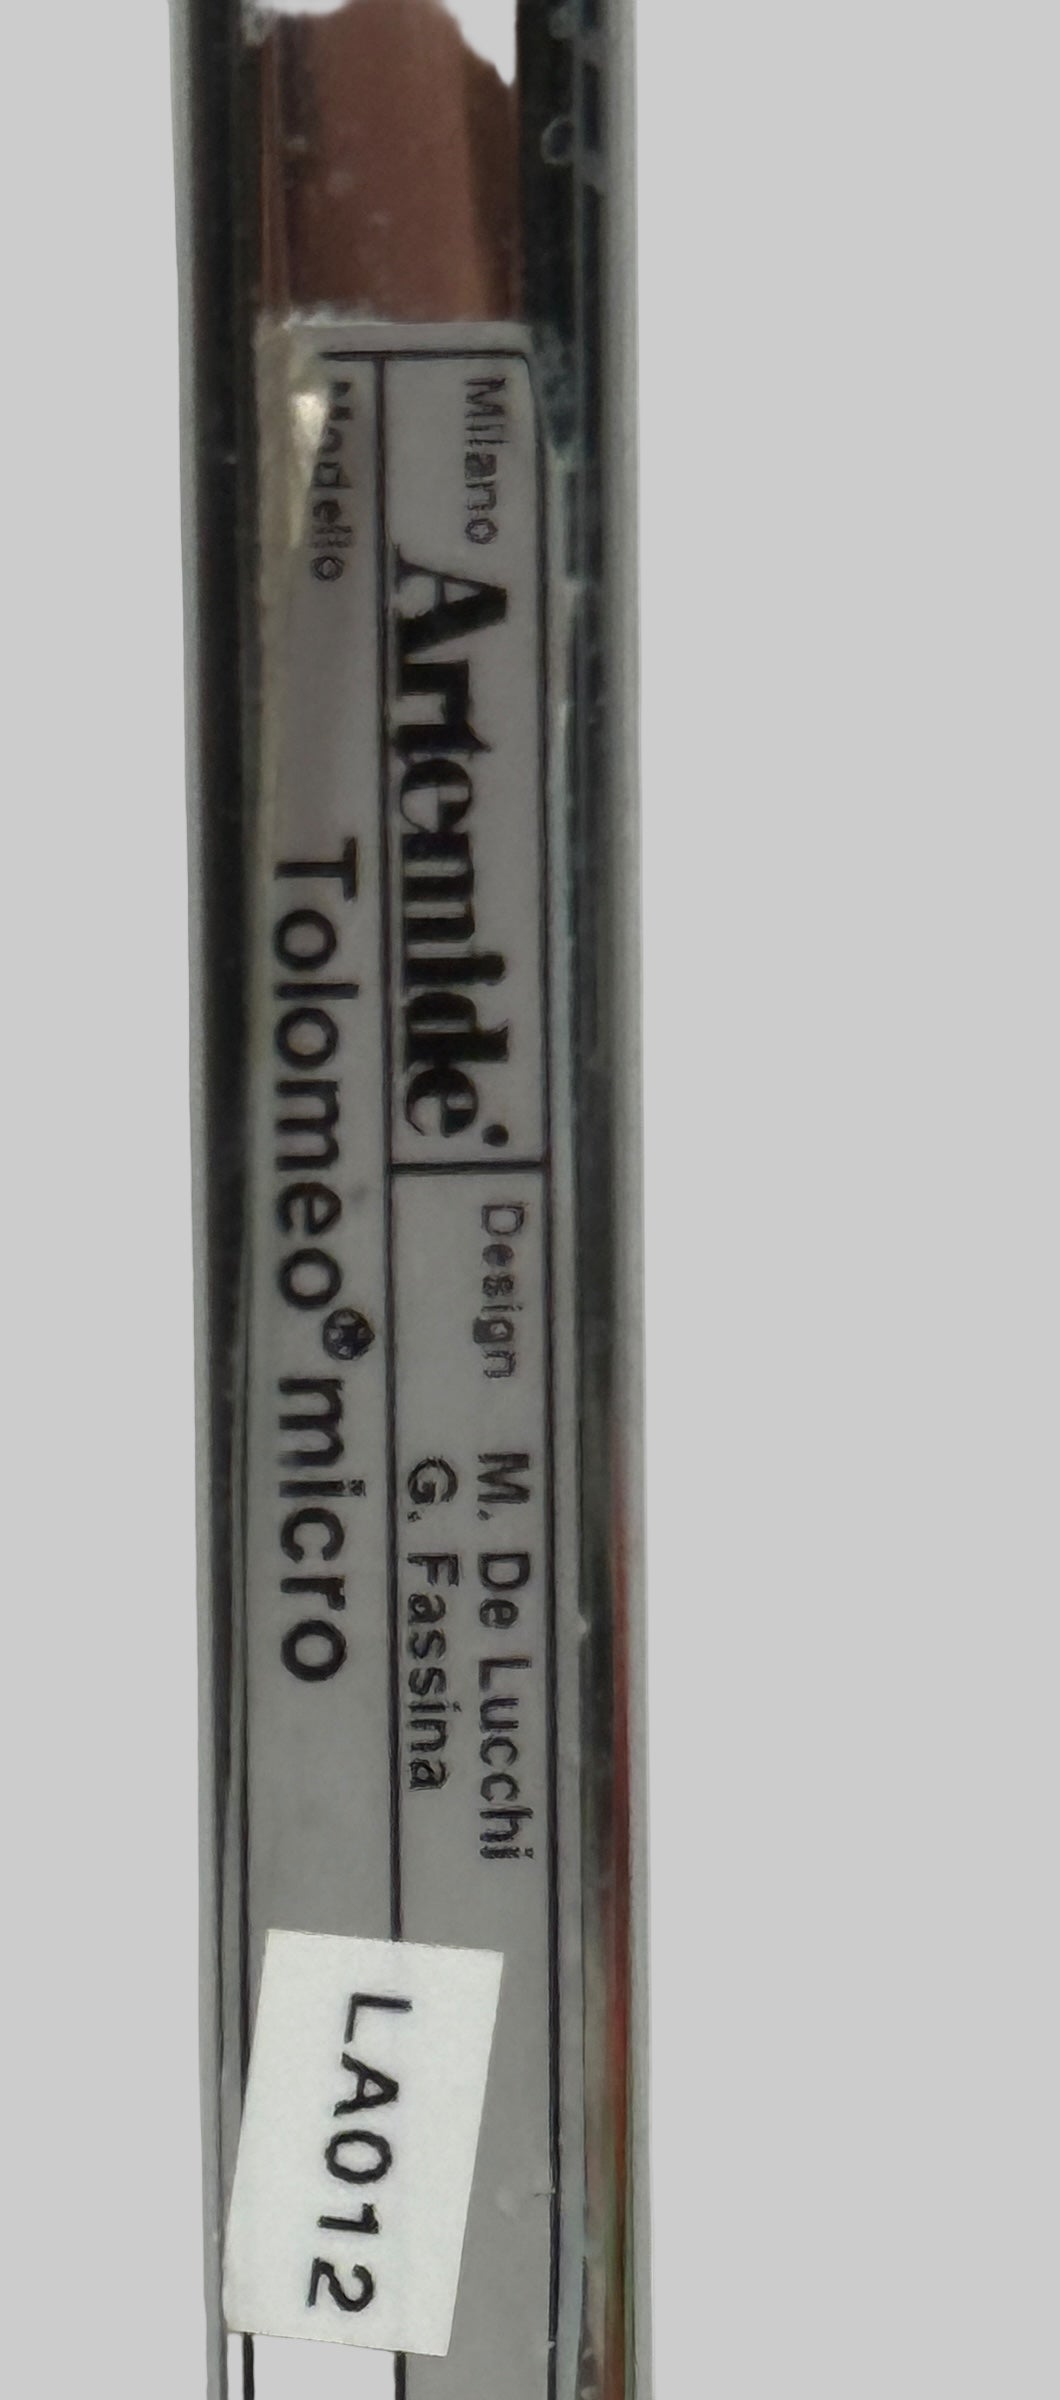 Milano Artemide®
Design M. De Lucchi
G. Fassina
Modello Tolomeo® micro
LA012